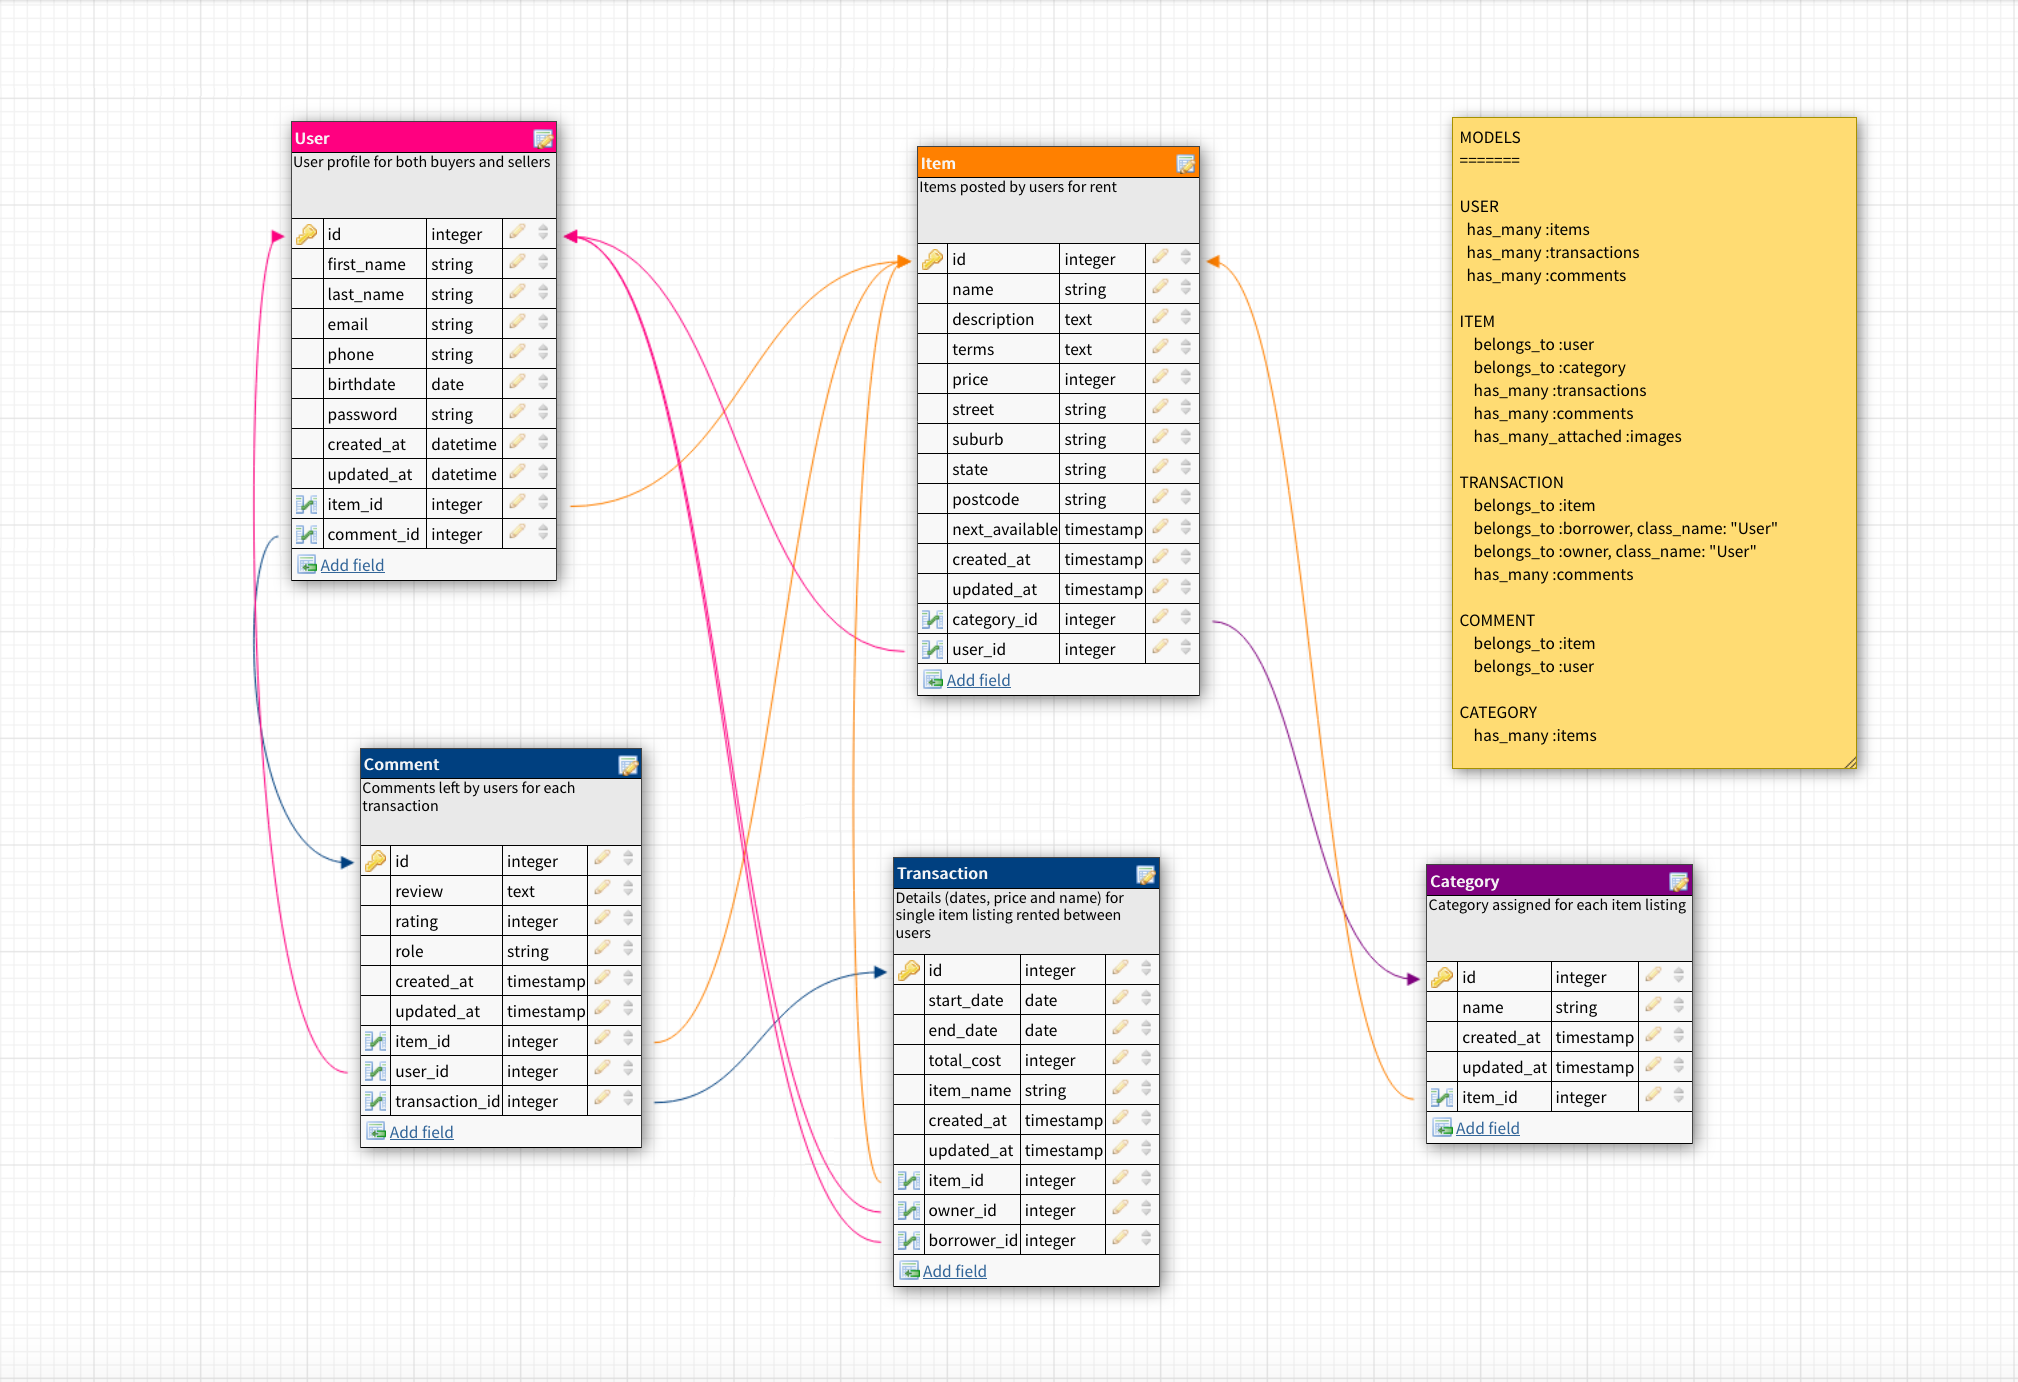 User
User profile for both buyers and sellers
id integer
first_name string
last_name string
email string
phone string
birthdate date
password string
created_at datetime
updated_at datetime
item_id integer
comment_id integer
Add field
Item
Items posted by users for rent
id integer
name string
description text
terms text
price integer
street string
suburb string
state string
postcode string
next_available timestamp
created_at timestamp
updated_at timestamp
category_id integer
user_id integer
Add field
MODELS
=======
USER
has_many :items
has_many :transactions
has_many :comments
ITEM
belongs_to :user
belongs_to :category
has_many :transactions
has_many :comments
has_many_attached :images
TRANSACTION
belongs_to :item
belongs_to :borrower, class_name: "User"
belongs_to :owner, class_name: "User"
has_many :comments
COMMENT
belongs_to :item
belongs_to :user
CATEGORY
has_many :items
Comment
Comments left by users for each
transaction
id integer
review text
rating integer
role string
created_at timestamp
updated_at timestamp
item_id integer
user_id integer
transaction_id integer
Add field
Transaction
Details (dates, price and name) for
single item listing rented between
users
id integer
start_date date
end_date date
total_cost integer
item_name string
created_at timestamp
updated_at timestamp
item_id integer
owner_id integer
borrower_id integer
Add field
Category
Category assigned for each item listing
id integer
name string
created_at timestamp
updated_at timestamp
item_id integer
Add field